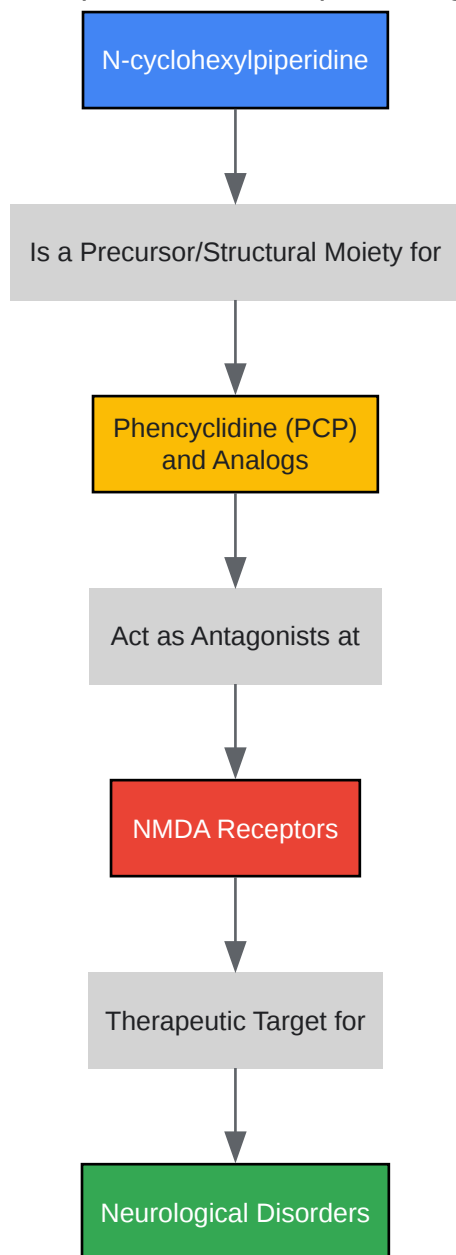 N-cyclohexylpiperidine
Is a Precursor/Structural Moiety for
Phencyclidine (PCP)
and Analogs
Act as Antagonists at
NMDA Receptors
Therapeutic Target for
Neurological Disorders